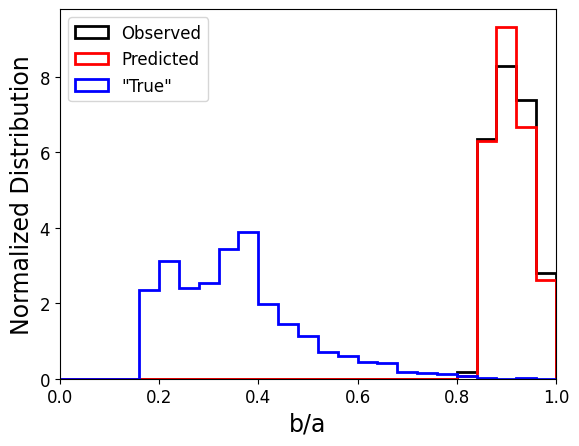 Observed
Predicted
"True"
Normalized Distribution
8
6
4
2
0
0.0 0.2 0.4 0.6 0.8 1.0
b/a